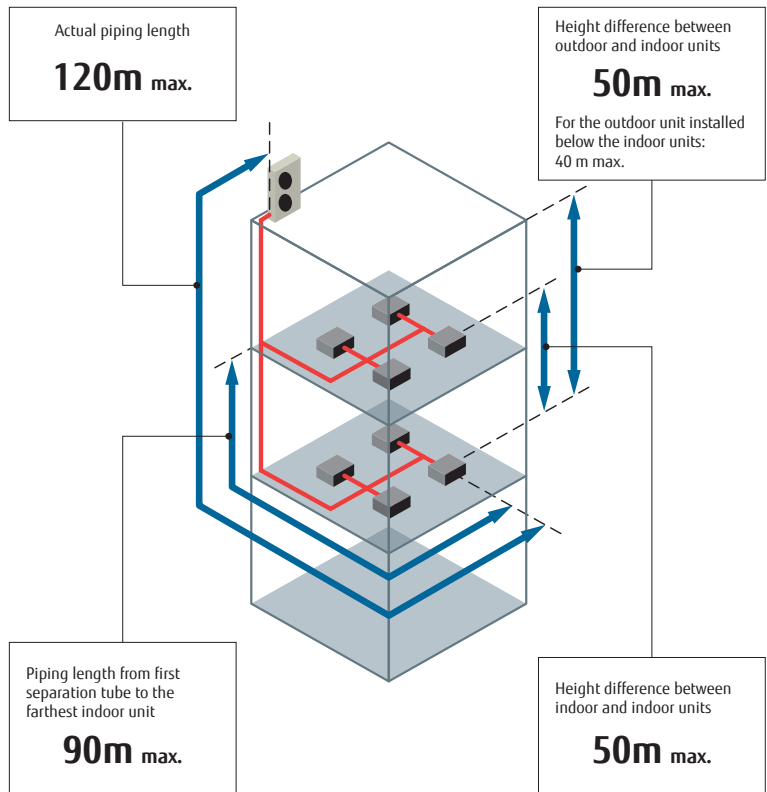 Actual piping length
120m max.
Height difference between
outdoor and indoor units
50m max.
For the outdoor unit installed
below the indoor units:
40 m max.
Piping length from first
separation tube to the
farthest indoor unit
90m max.
Height difference between
indoor and indoor units
50m max.